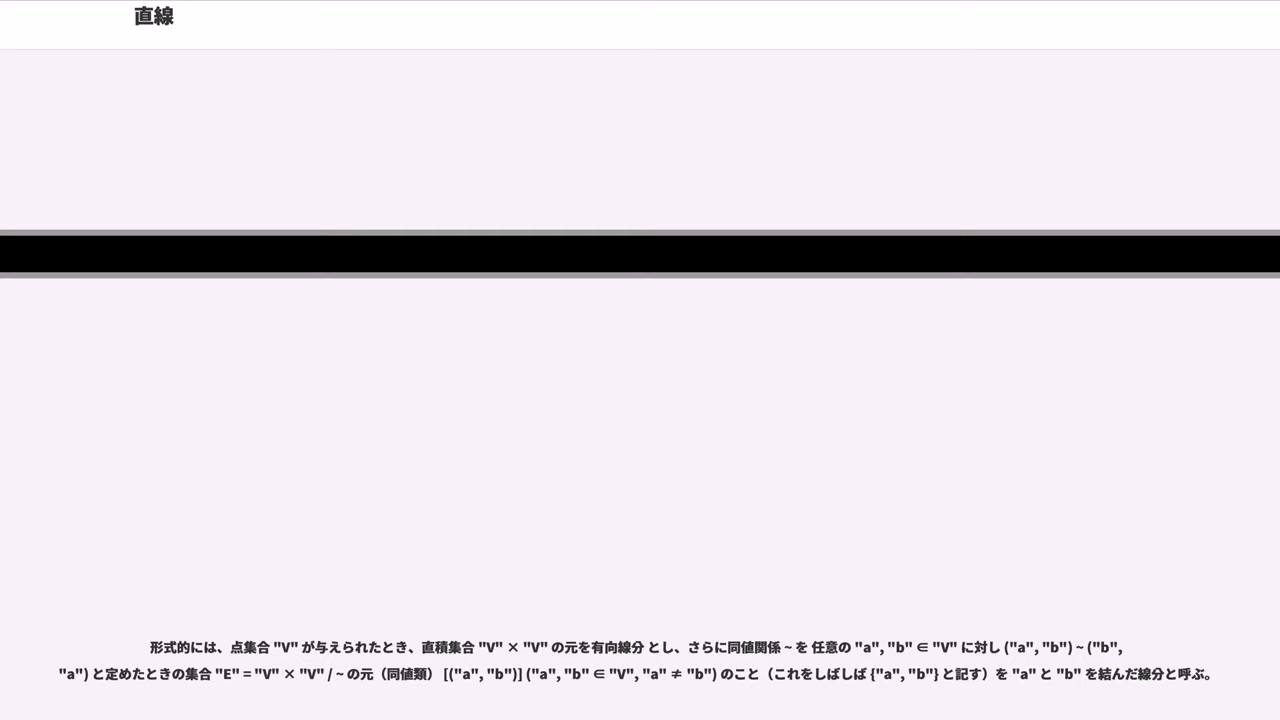 直線
形式的には、点集合 "V" が与えられたとき、直積集合 "V" × "V" の元を有向線分 とし、さらに同値関係 ~ を 任意の "a", "b" ∈ "V" に対し ("a", "b") ~ ("b",
"a") と定めたときの集合 "E" = "V" × "V" / ~ の元（同値類） [("a", "b")] ("a", "b" ∈ "V", "a" ≠ "b") のこと（これをしばしば {"a", "b"} と記す）を "a" と "b" を結んだ線分と呼ぶ。